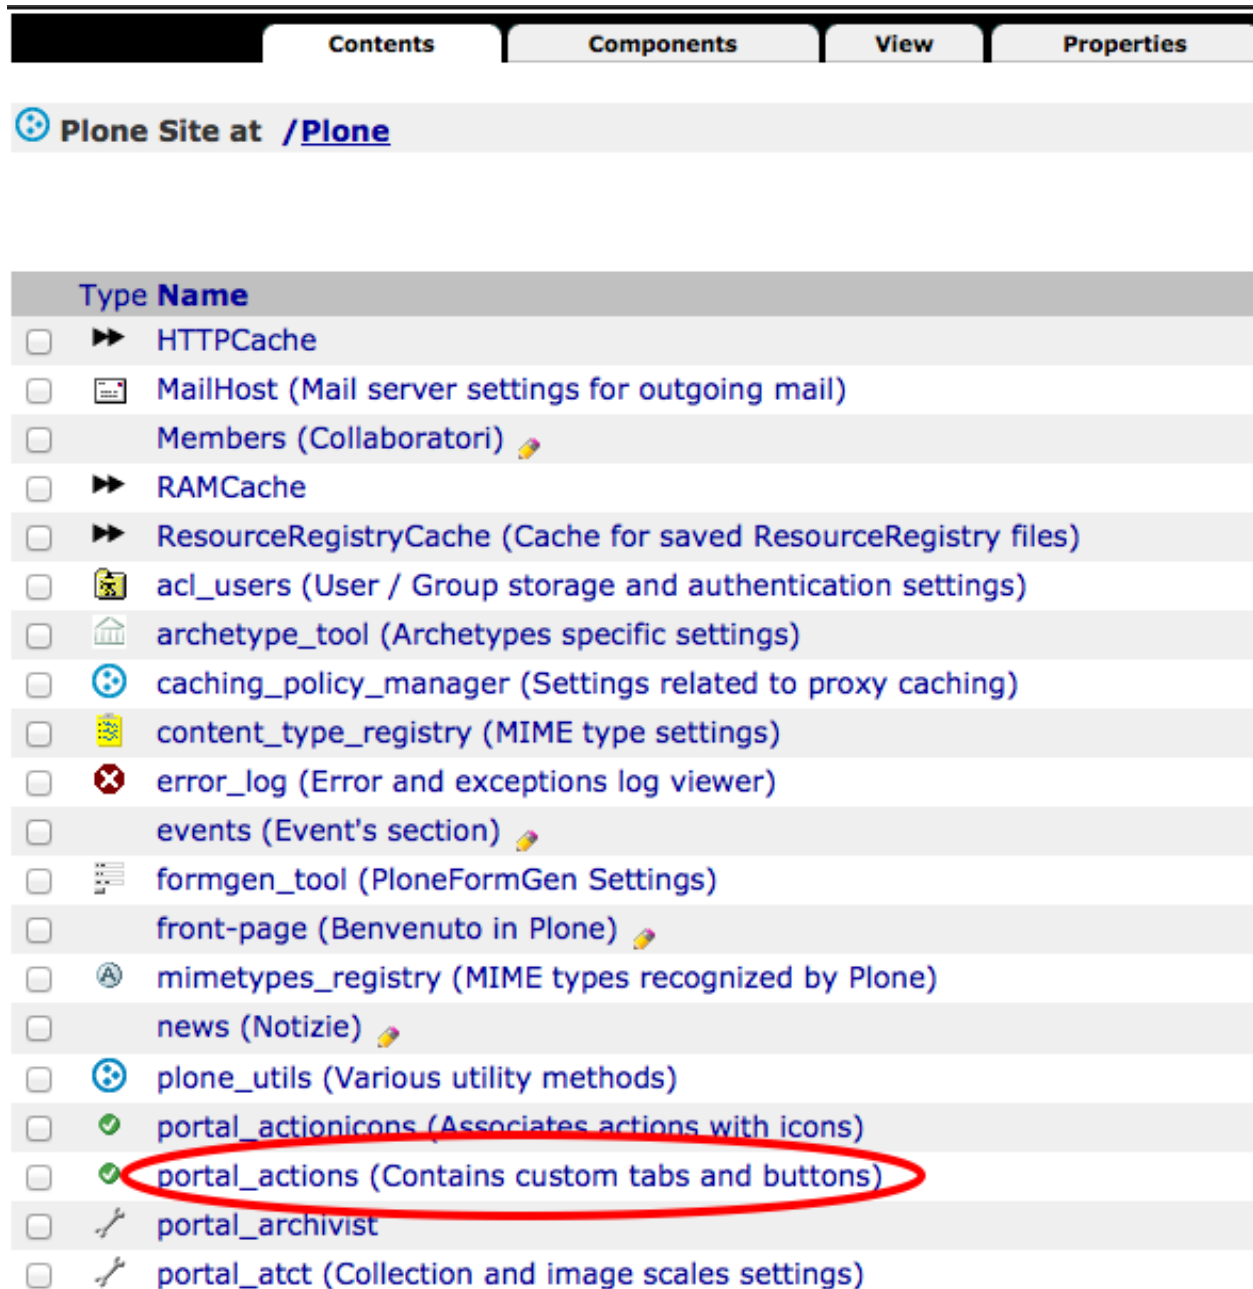 Contents Components View Properties
Plone Site at /Plone
Type Name
HTTPCache
MailHost (Mail server settings for outgoing mail)
Members (Collaboratori)
RAMCache
ResourceRegistryCache (Cache for saved ResourceRegistry files)
acl_users (User / Group storage and authentication settings)
archetype_tool (Archetypes specific settings)
caching_policy_manager (Settings related to proxy caching)
content_type_registry (MIME type settings)
error_log (Error and exceptions log viewer)
events (Event's section)
formgen_tool (PloneFormGen Settings)
front-page (Benvenuto in Plone)
mimetypes_registry (MIME types recognized by Plone)
news (Notizie)
plone_utils (Various utility methods)
portal_actionicons (Associates actions with icons)
portal_actions (Contains custom tabs and buttons)
portal_archivist
portal_atct (Collection and image scales settings)